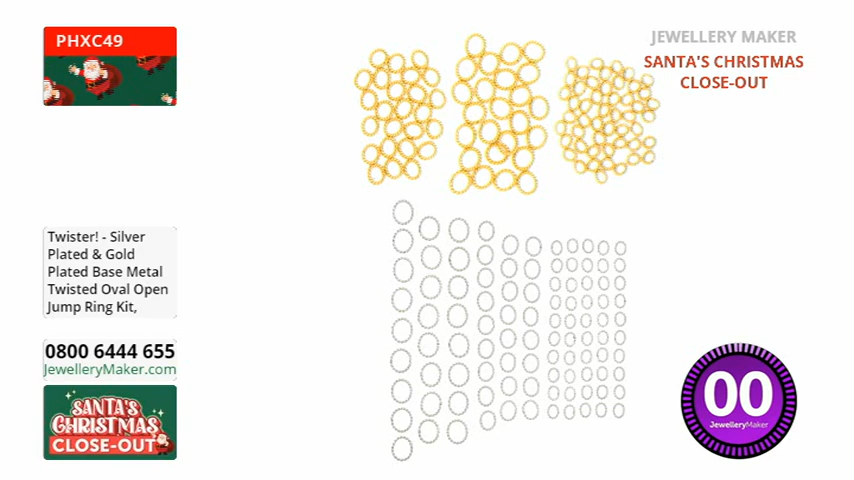 PHXC49
JEWELLERY MAKER
SANTA'S CHRISTMAS
CLOSE-OUT
Twister! - Silver
Plated & Gold
Plated Base Metal
Twisted Oval Open
Jump Ring Kit,
0800 6444 655
JewelleryMaker.com
SANTA'S
CHRISTMAS
CLOSE-OUT
00
JewelleryMaker